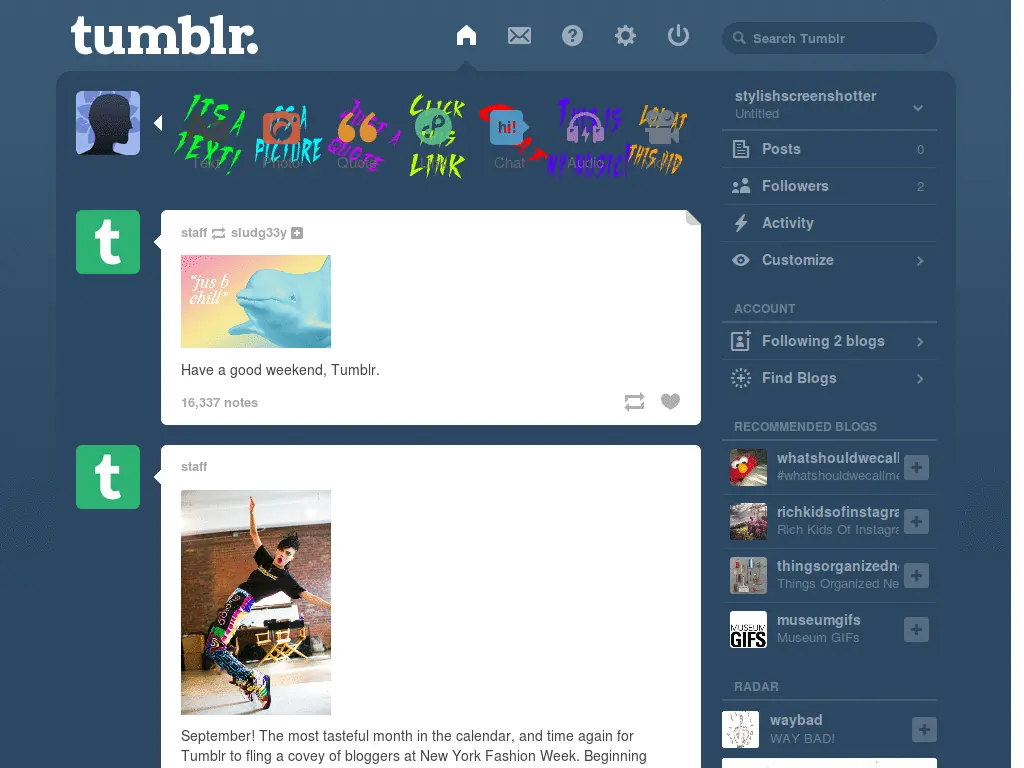 tumblr.
Search Tumblr
IT'S A TEXT!
Text
IT'S A PICTURE
Photo
JUST A QUOTE
Quote
CLICK THIS LINK
hi!
Chat
THIS IS MY MUSIC!
Audio
LOOK AT THIS VID
stylishscreenshotter
Untitled
Posts 0
Followers 2
Activity
Customize
ACCOUNT
Following 2 blogs
Find Blogs
RECOMMENDED BLOGS
whatshouldwecall
#whatshouldwecallme
richkidsofinstagra
Rich Kids Of Instagra
thingsorganizedn
Things Organized Ne
museumgifs
Museum GIFs
MUSEUM
GIFS
RADAR
waybad
WAY BAD!
t
staff sludg33y
"jus b
chill"
Have a good weekend, Tumblr.
16,337 notes
t
staff
adidas
September! The most tasteful month in the calendar, and time again for
Tumblr to fling a covey of bloggers at New York Fashion Week. Beginning